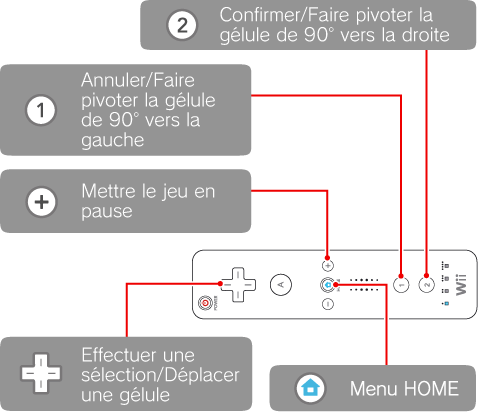 2 Confirmer/Faire pivoter la
gélule de 90° vers la droite
Annuler/Faire
1 pivoter la gélule
de 90° vers la
gauche
+ Mettre le jeu en
pause
POWER
A
+
HOME
−
1
2
Wii
Effectuer une
sélection/Déplacer
une gélule
Menu HOME